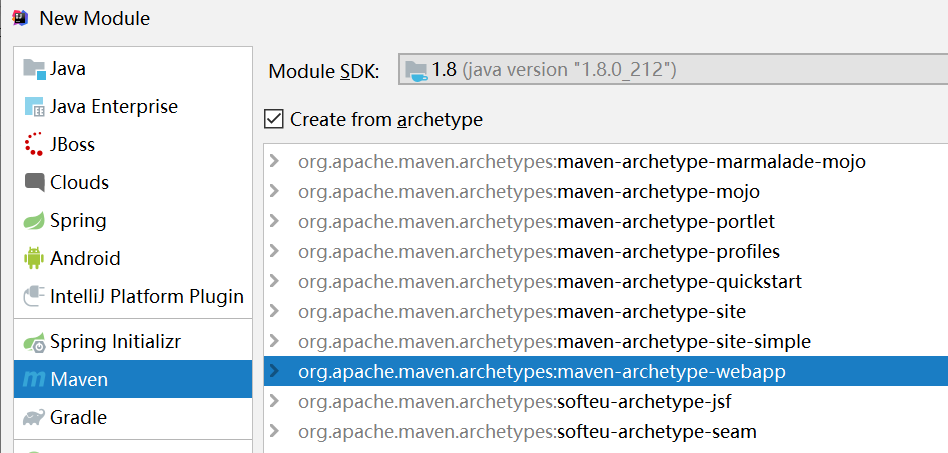 New Module
Java
Java Enterprise
JBoss
Clouds
Spring
Android
IntelliJ Platform Plugin
Spring Initializr
Maven
Gradle
Module SDK: 1.8 (java version "1.8.0_212")
Create from archetype
org.apache.maven.archetypes:maven-archetype-marmalade-mojo
org.apache.maven.archetypes:maven-archetype-mojo
org.apache.maven.archetypes:maven-archetype-portlet
org.apache.maven.archetypes:maven-archetype-profiles
org.apache.maven.archetypes:maven-archetype-quickstart
org.apache.maven.archetypes:maven-archetype-site
org.apache.maven.archetypes:maven-archetype-site-simple
org.apache.maven.archetypes:maven-archetype-webapp
org.apache.maven.archetypes:softeu-archetype-jsf
org.apache.maven.archetypes:softeu-archetype-seam